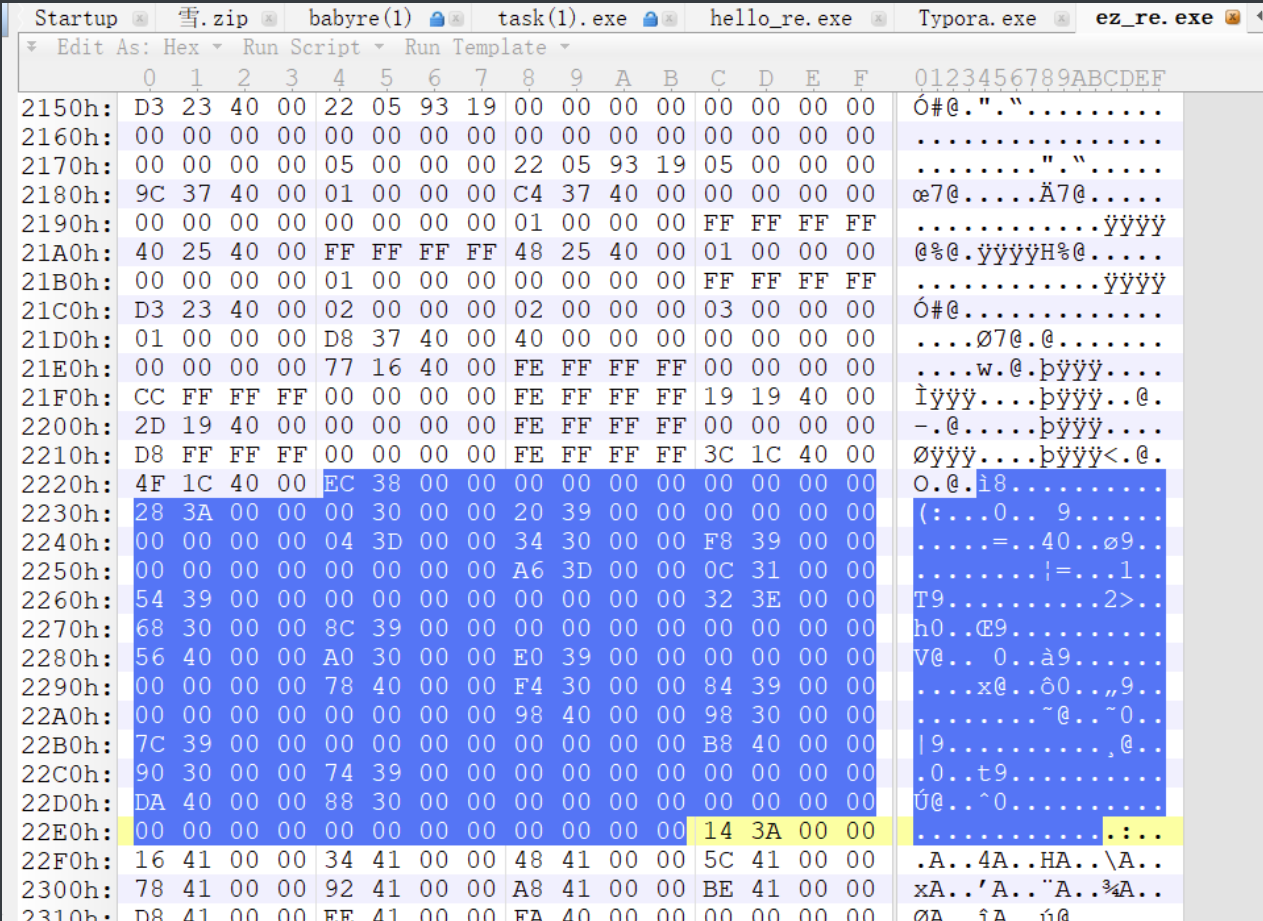 Startup 雪.zip babyre(1) task(1).exe hello_re.exe Typora.exe ez_re.exe
Edit As: Hex Run Script Run Template
0 1 2 3 4 5 6 7 8 9 A B C D E F 0123456789ABCDEF
2150h: D3 23 40 00 22 05 93 19 00 00 00 00 00 00 00 00 Ó#@.".“.........
2160h: 00 00 00 00 00 00 00 00 00 00 00 00 00 00 00 00 ................
2170h: 00 00 00 00 05 00 00 00 22 05 93 19 05 00 00 00 ........".“.....
2180h: 9C 37 40 00 01 00 00 00 C4 37 40 00 00 00 00 00 œ7@.....Ä7@.....
2190h: 00 00 00 00 00 00 00 00 01 00 00 00 FF FF FF FF ............ÿÿÿÿ
21A0h: 40 25 40 00 FF FF FF FF 48 25 40 00 01 00 00 00 @%@.ÿÿÿÿH%@.....
21B0h: 00 00 00 00 01 00 00 00 00 00 00 00 FF FF FF FF ............ÿÿÿÿ
21C0h: D3 23 40 00 02 00 00 00 02 00 00 00 03 00 00 00 Ó#@.............
21D0h: 01 00 00 00 D8 37 40 00 40 00 00 00 00 00 00 00 ....Ø7@.@.......
21E0h: 00 00 00 00 77 16 40 00 FE FF FF FF 00 00 00 00 ....w.@.þÿÿÿ....
21F0h: CC FF FF FF 00 00 00 00 FE FF FF FF 19 19 40 00 Ìÿÿÿ....þÿÿÿ..@.
2200h: 2D 19 40 00 00 00 00 00 FE FF FF FF 00 00 00 00 -.@.....þÿÿÿ....
2210h: D8 FF FF FF 00 00 00 00 FE FF FF FF 3C 1C 40 00 Øÿÿÿ....þÿÿÿ<.@.
2220h: 4F 1C 40 00 EC 38 00 00 00 00 00 00 00 00 00 00 O.@.ì8..........
2230h: 28 3A 00 00 00 30 00 00 20 39 00 00 00 00 00 00 (:...0.. 9......
2240h: 00 00 00 00 04 3D 00 00 34 30 00 00 F8 39 00 00 .....=..40..ø9..
2250h: 00 00 00 00 00 00 00 00 A6 3D 00 00 0C 31 00 00 ........¦=...1..
2260h: 54 39 00 00 00 00 00 00 00 00 00 00 32 3E 00 00 T9..........2>..
2270h: 68 30 00 00 8C 39 00 00 00 00 00 00 00 00 00 00 h0..Œ9..........
2280h: 56 40 00 00 A0 30 00 00 E0 39 00 00 00 00 00 00 V@.. 0..à9......
2290h: 00 00 00 00 78 40 00 00 F4 30 00 00 84 39 00 00 ....x@..ô0..„9..
22A0h: 00 00 00 00 00 00 00 00 98 40 00 00 98 30 00 00 ........˜@..˜0..
22B0h: 7C 39 00 00 00 00 00 00 00 00 00 00 B8 40 00 00 |9..........¸@..
22C0h: 90 30 00 00 74 39 00 00 00 00 00 00 00 00 00 00 .0..t9..........
22D0h: DA 40 00 00 88 30 00 00 00 00 00 00 00 00 00 00 Ú@..ˆ0..........
22E0h: 00 00 00 00 00 00 00 00 00 00 00 00 14 3A 00 00 .............:..
22F0h: 16 41 00 00 34 41 00 00 48 41 00 00 5C 41 00 00 .A..4A..HA..\A..
2300h: 78 41 00 00 92 41 00 00 A8 41 00 00 BE 41 00 00 xA..’A..¨A..¾A..
2310h: D8 41 00 00 EE 41 00 00 FA 40 00 00 00 00 00 00 ØA..îA..ú@......